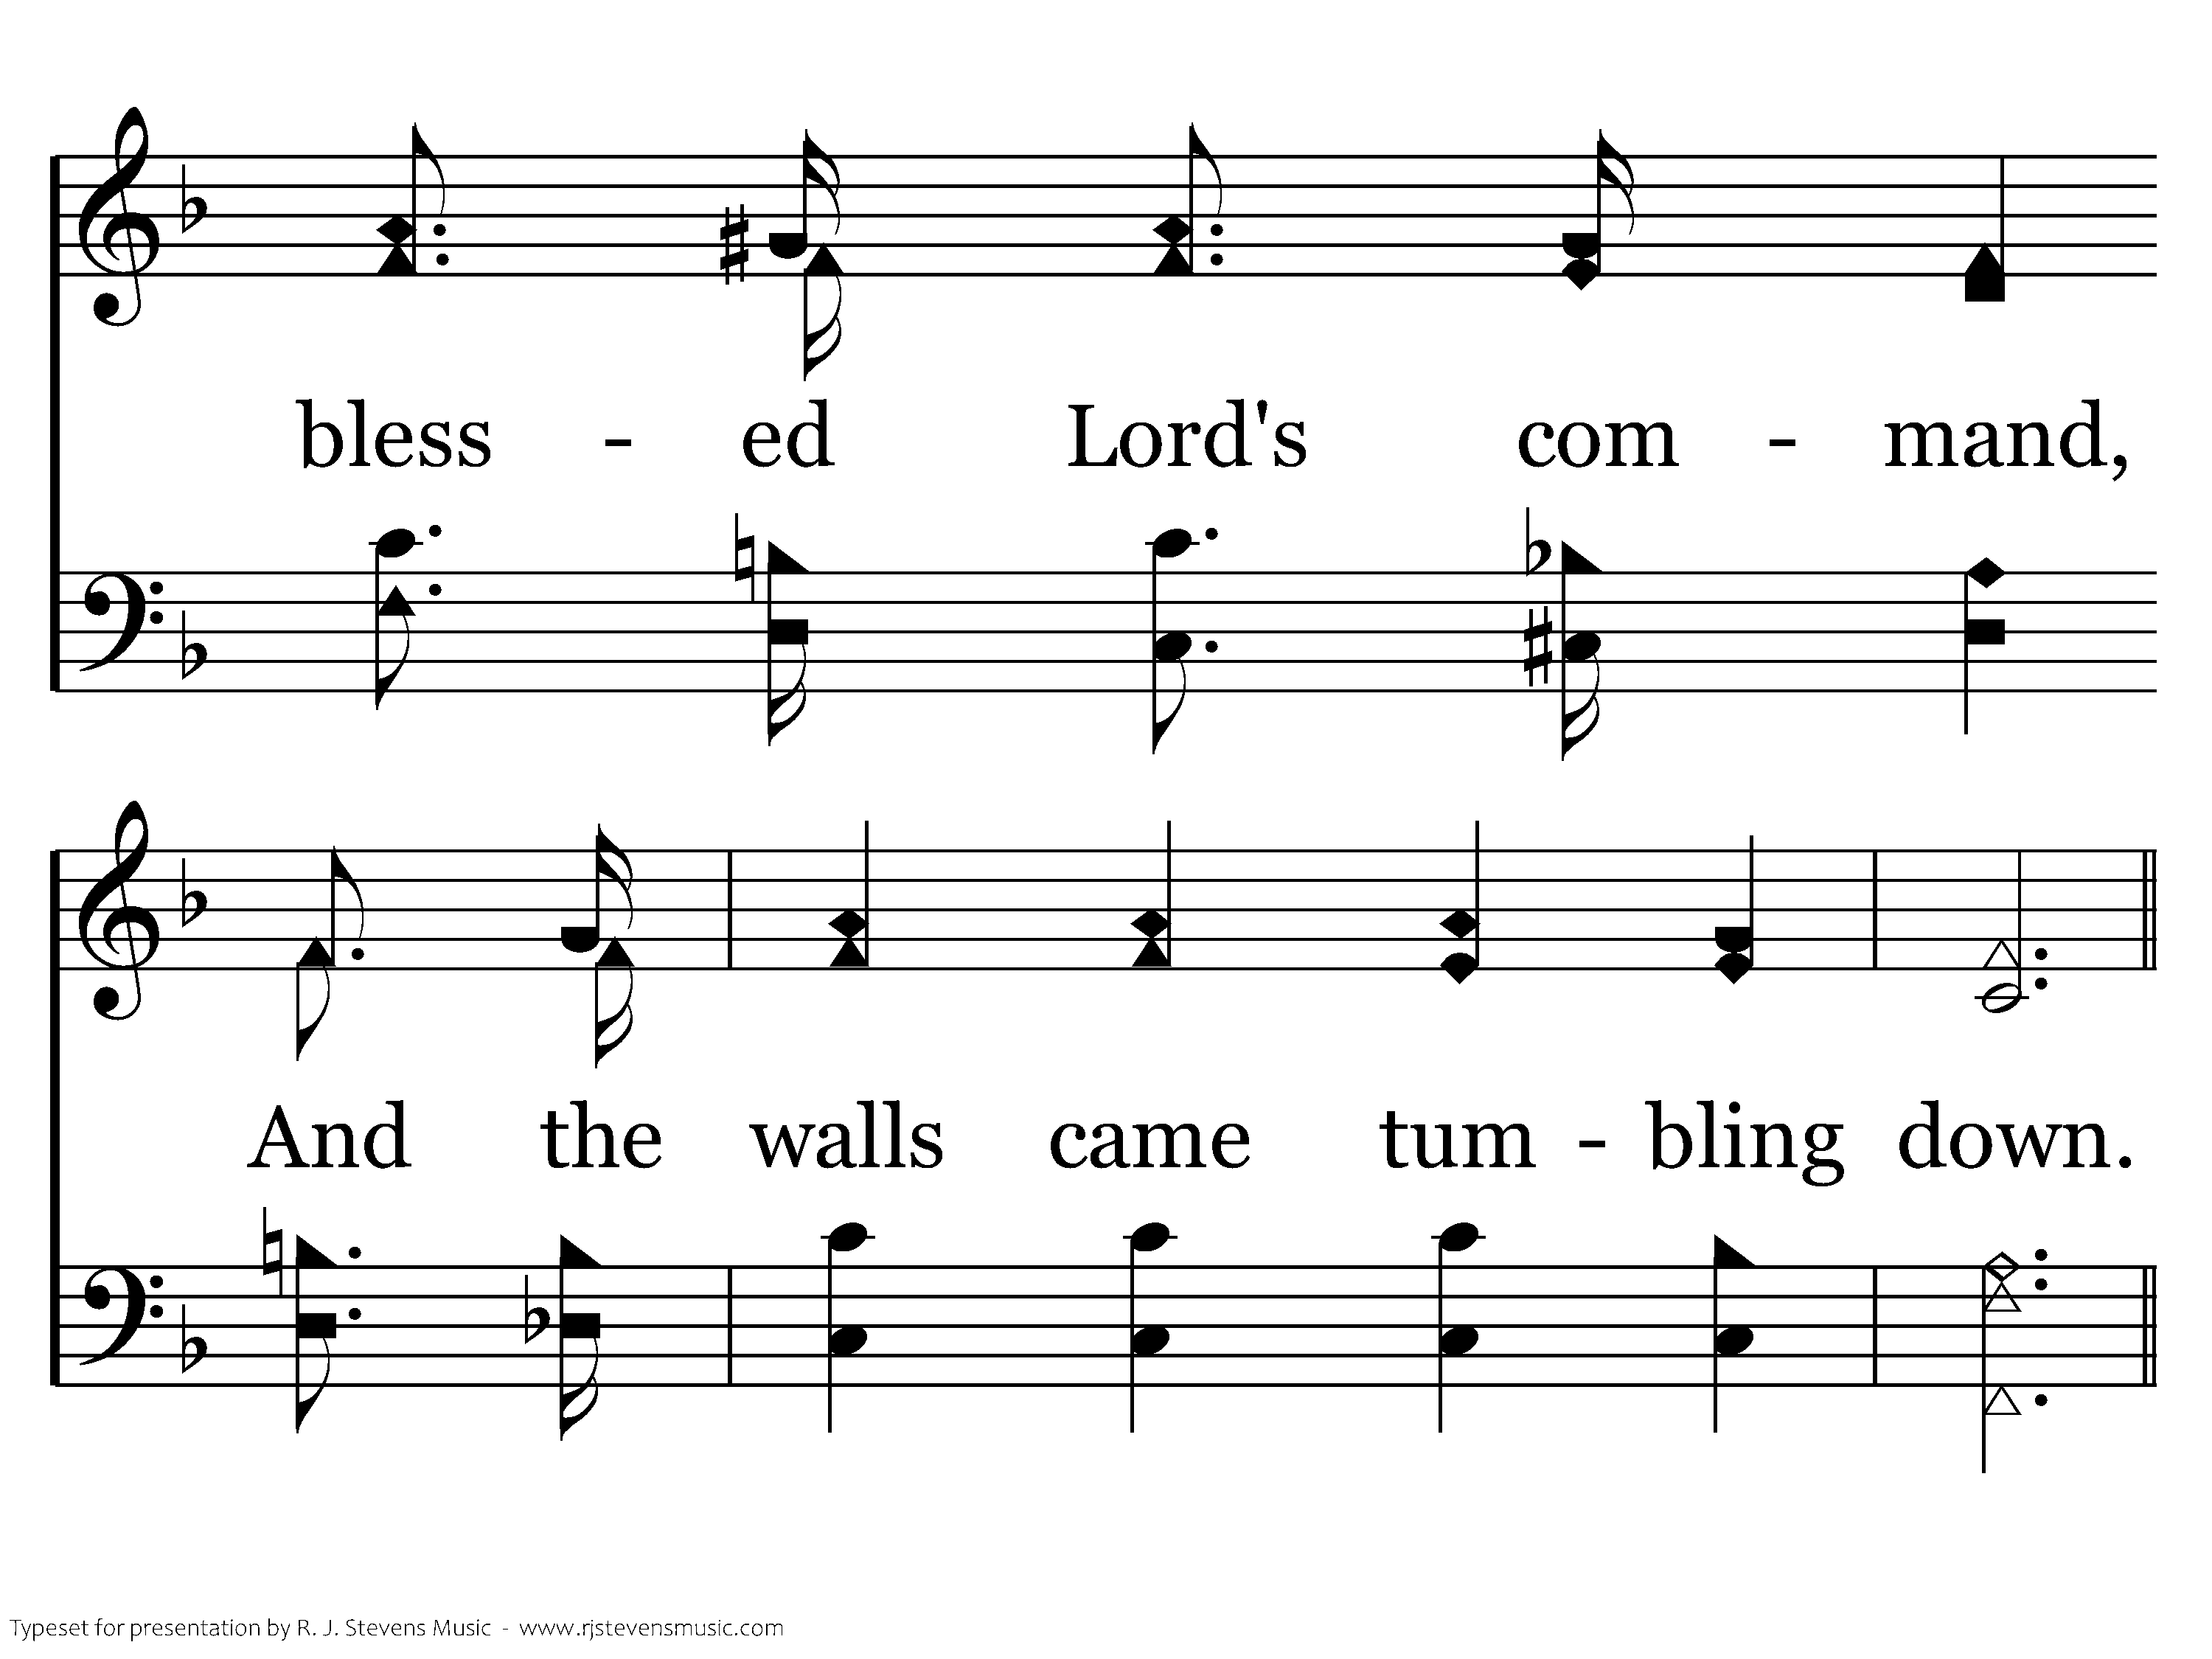 bless - ed Lord's com - mand,
And the walls came tum - bling down.
Typeset for presentation by R. J. Stevens Music - www.rjstevensmusic.com